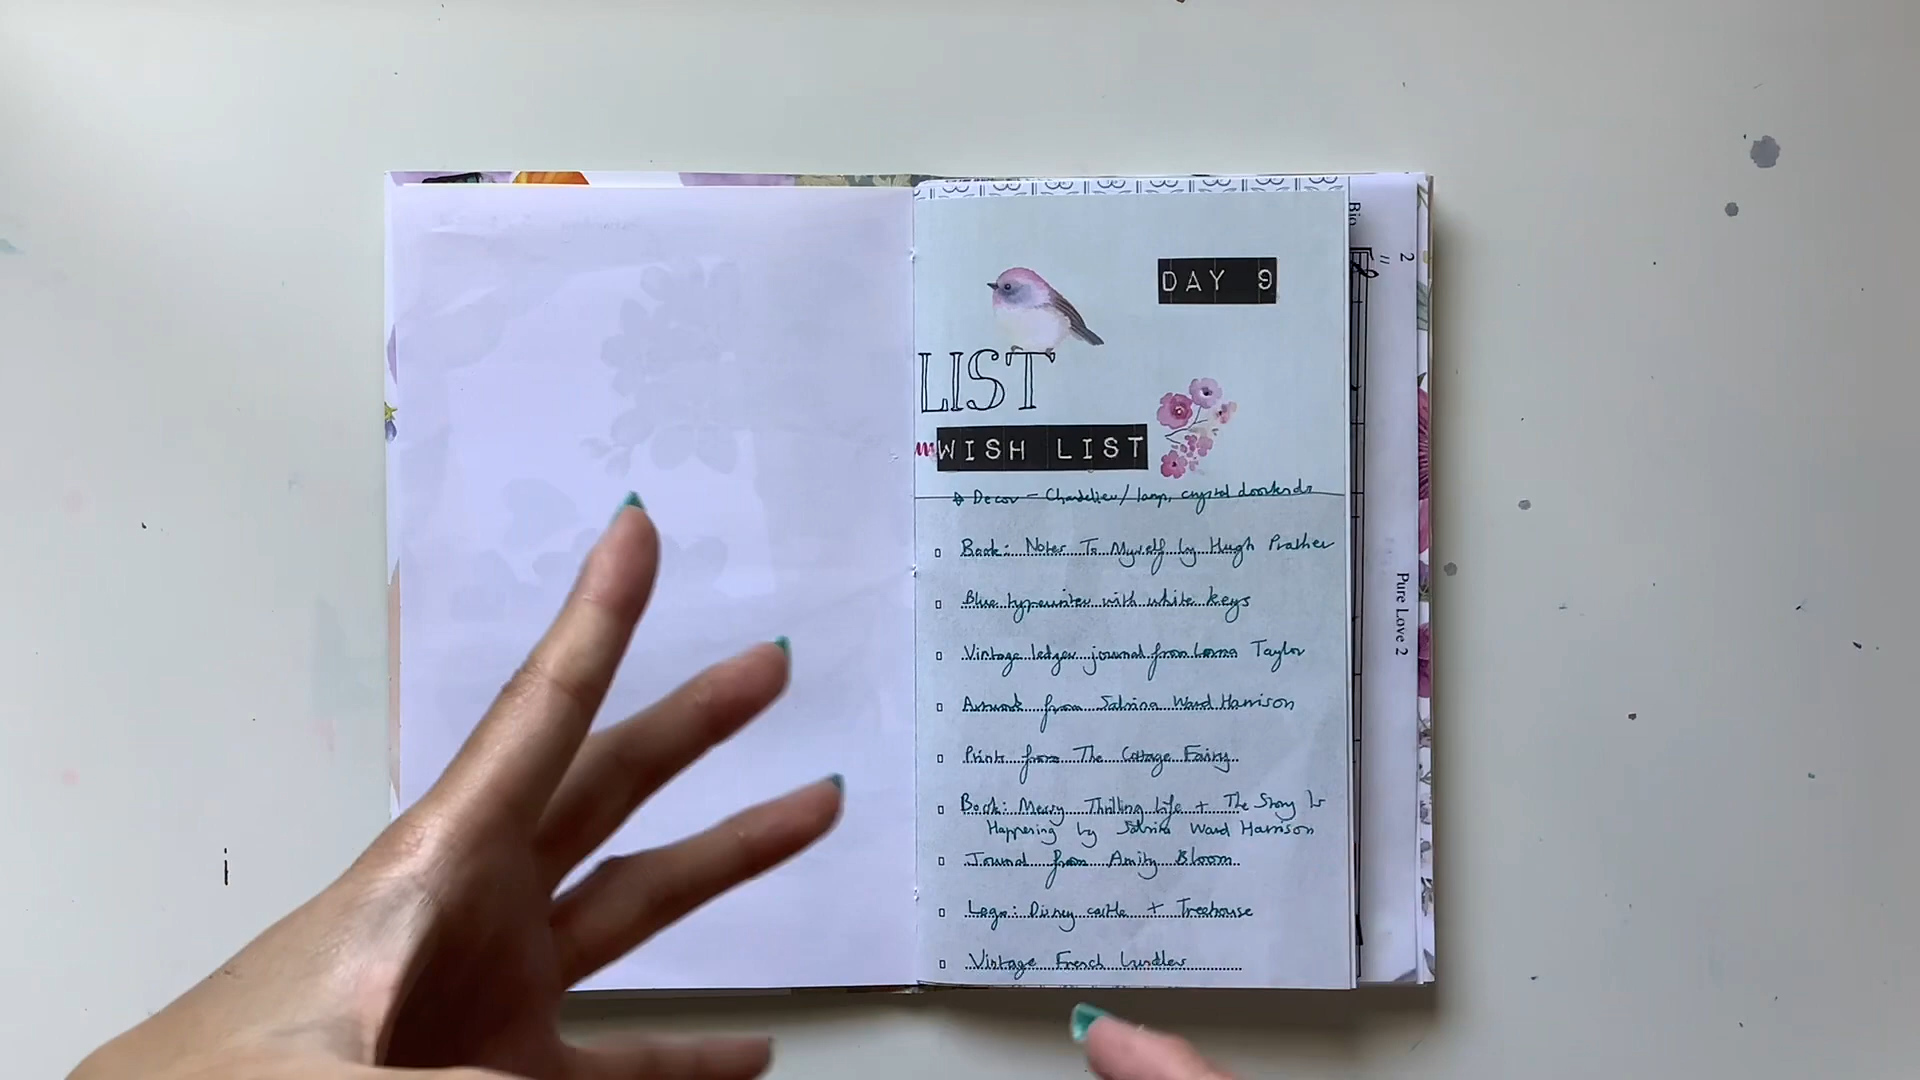 DAY 9
LIST
WISH LIST
Decor - Chandelier/lamp, crystal
Book: Notes To Myself by Hugh Prather
Blue typewriter with white keys
Vintage ledger journal from Lorna Taylor
Artwork from Sabrina Ward Harrison
Print from The Cottage Fairy
Book: Messy Thrilling Life + The Story Is
Happening by Sabrina Ward Harrison
Journal from Amity Bloom
Lego: Disney castle + Treehouse
Vintage French
2
Pure Love 2